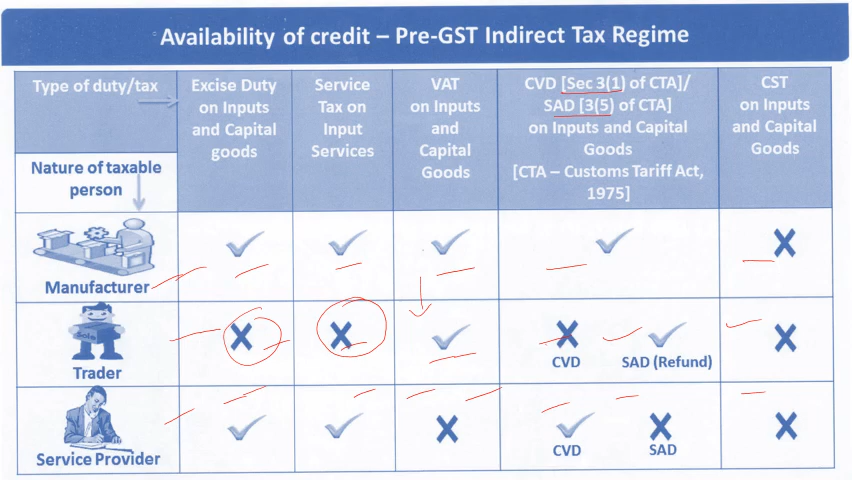 Availability of credit – Pre-GST Indirect Tax Regime
Type of duty/tax
Excise Duty
on Inputs
and Capital
goods
Service
Tax on
Input
Services
VAT
on Inputs
and
Capital
Goods
CVD [Sec 3(1) of CTA]/
SAD [3(5) of CTA]
on Inputs and Capital
Goods
[CTA – Customs Tariff Act,
1975]
CST
on Inputs
and Capital
Goods
Nature of taxable
person
Manufacturer
Sold
Trader
CVD
SAD (Refund)
Service Provider
CVD
SAD